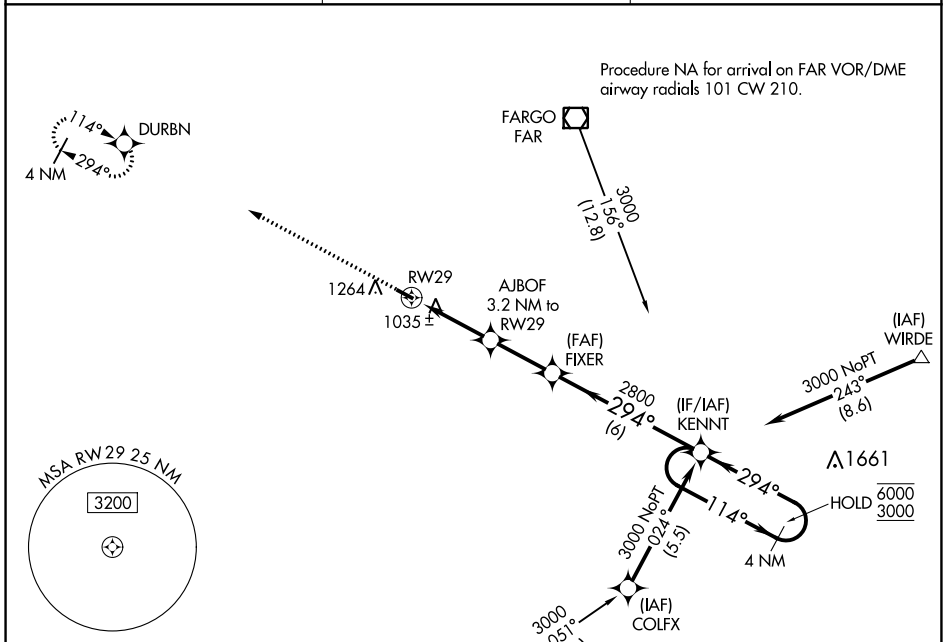 Procedure NA for arrival on FAR VOR/DME
airway radials 101 CW 210.
FARGO
FAR
114°
DURBN
294°
4 NM
3000
156°
(12.8)
RW29
1264
1035 ±
AJBOF
3.2 NM to
RW29
(FAF)
FIXER
(IAF)
WIRDE
3000 NoPT
243°
(8.6)
2800
294°
(6)
(IF/IAF)
KENNT
1661
294°
114°
HOLD 6000
3000
4 NM
3000 NoPT
024°
(5.5)
MSA RW29 25 NM
3200
(IAF)
COLFX
3000
051°